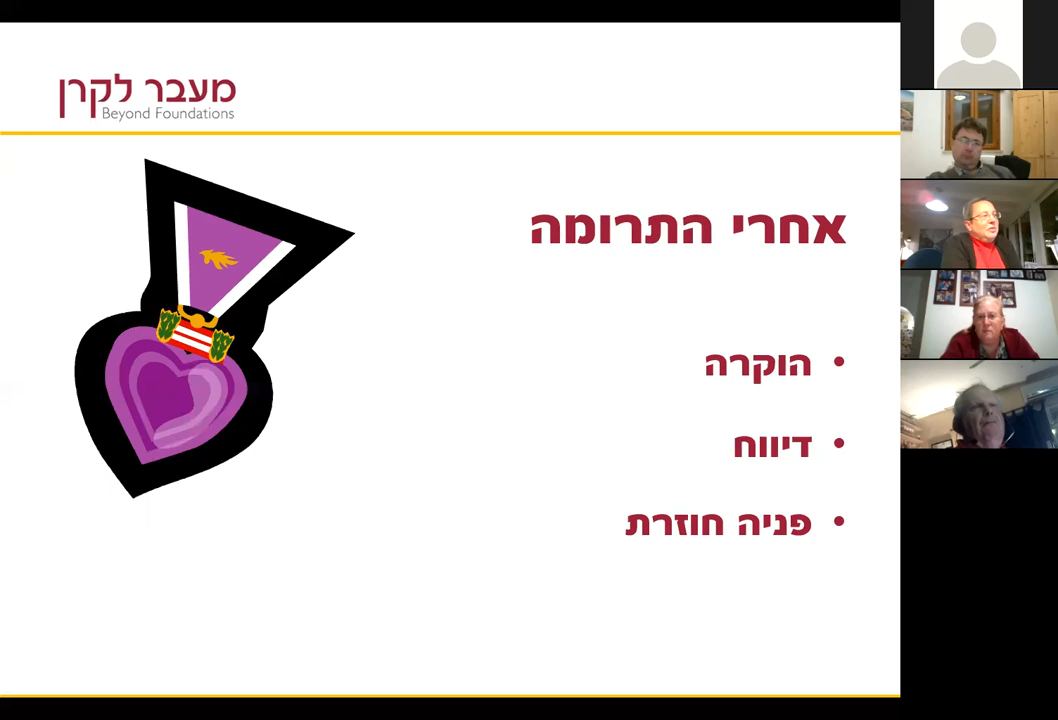 מעבר לקרן
Beyond Foundations
אחרי התרומה
• הוקרה
• דיווח
• פניה חוזרת